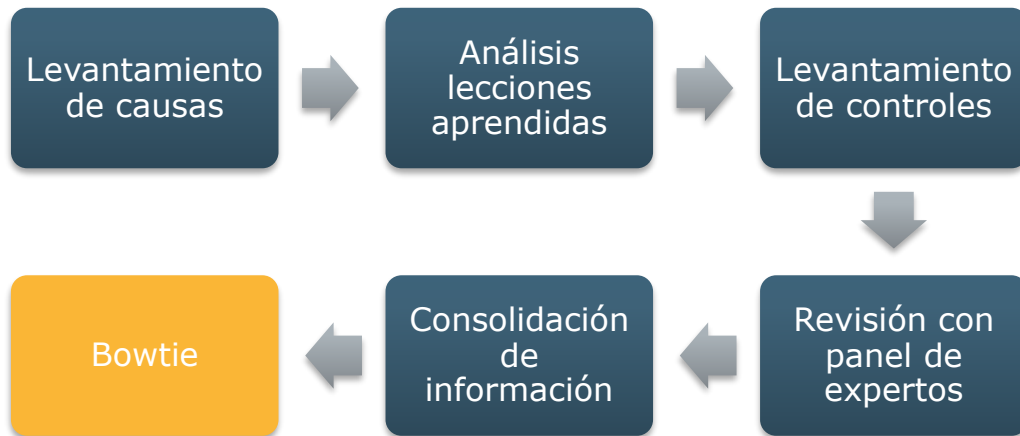 Levantamiento
de causas
Análisis
lecciones
aprendidas
Levantamiento
de controles
Revisión con
panel de
expertos
Consolidación
de
información
Bowtie